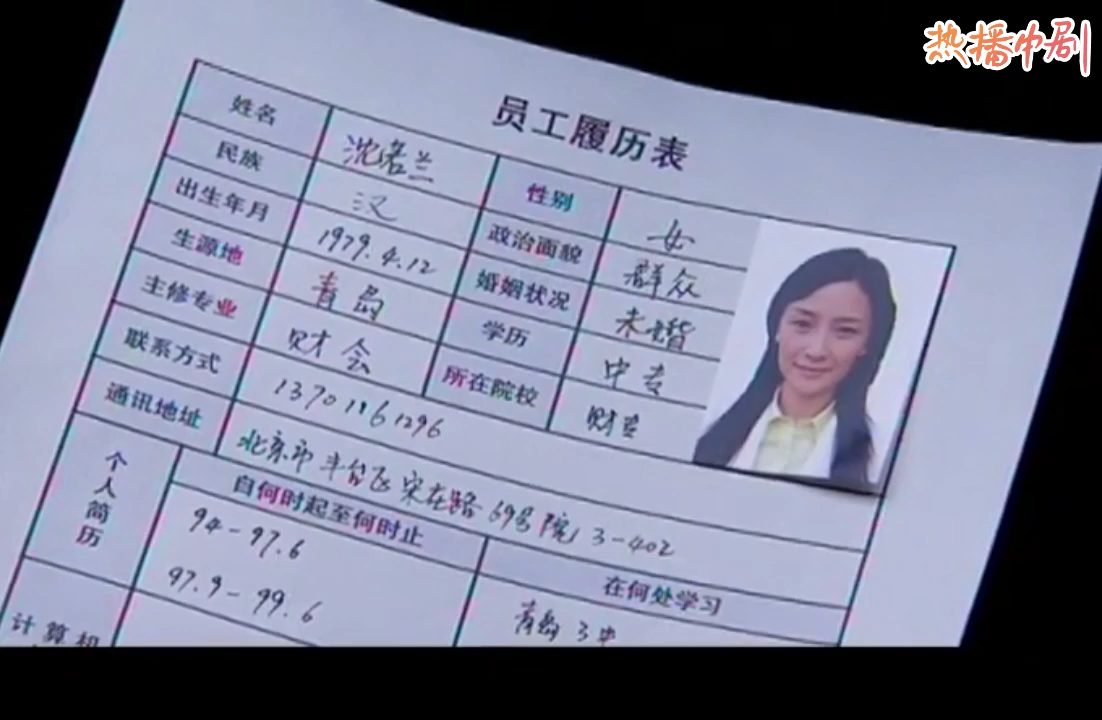 热播中剧
员工履历表
姓名 沈若兰 性别 女
民族 汉 政治面貌 群众
出生年月 1979.4.12 婚姻状况 未婚
生源地 青岛 学历 中专
主修专业 财会 所在院校 财专
联系方式 13701161296
通讯地址 北京市丰台区宋庄路69号院3-402
个人简历 自何时起至何时止 在何处学习
94-97.6 青岛3中
97.9-99.6
计算机